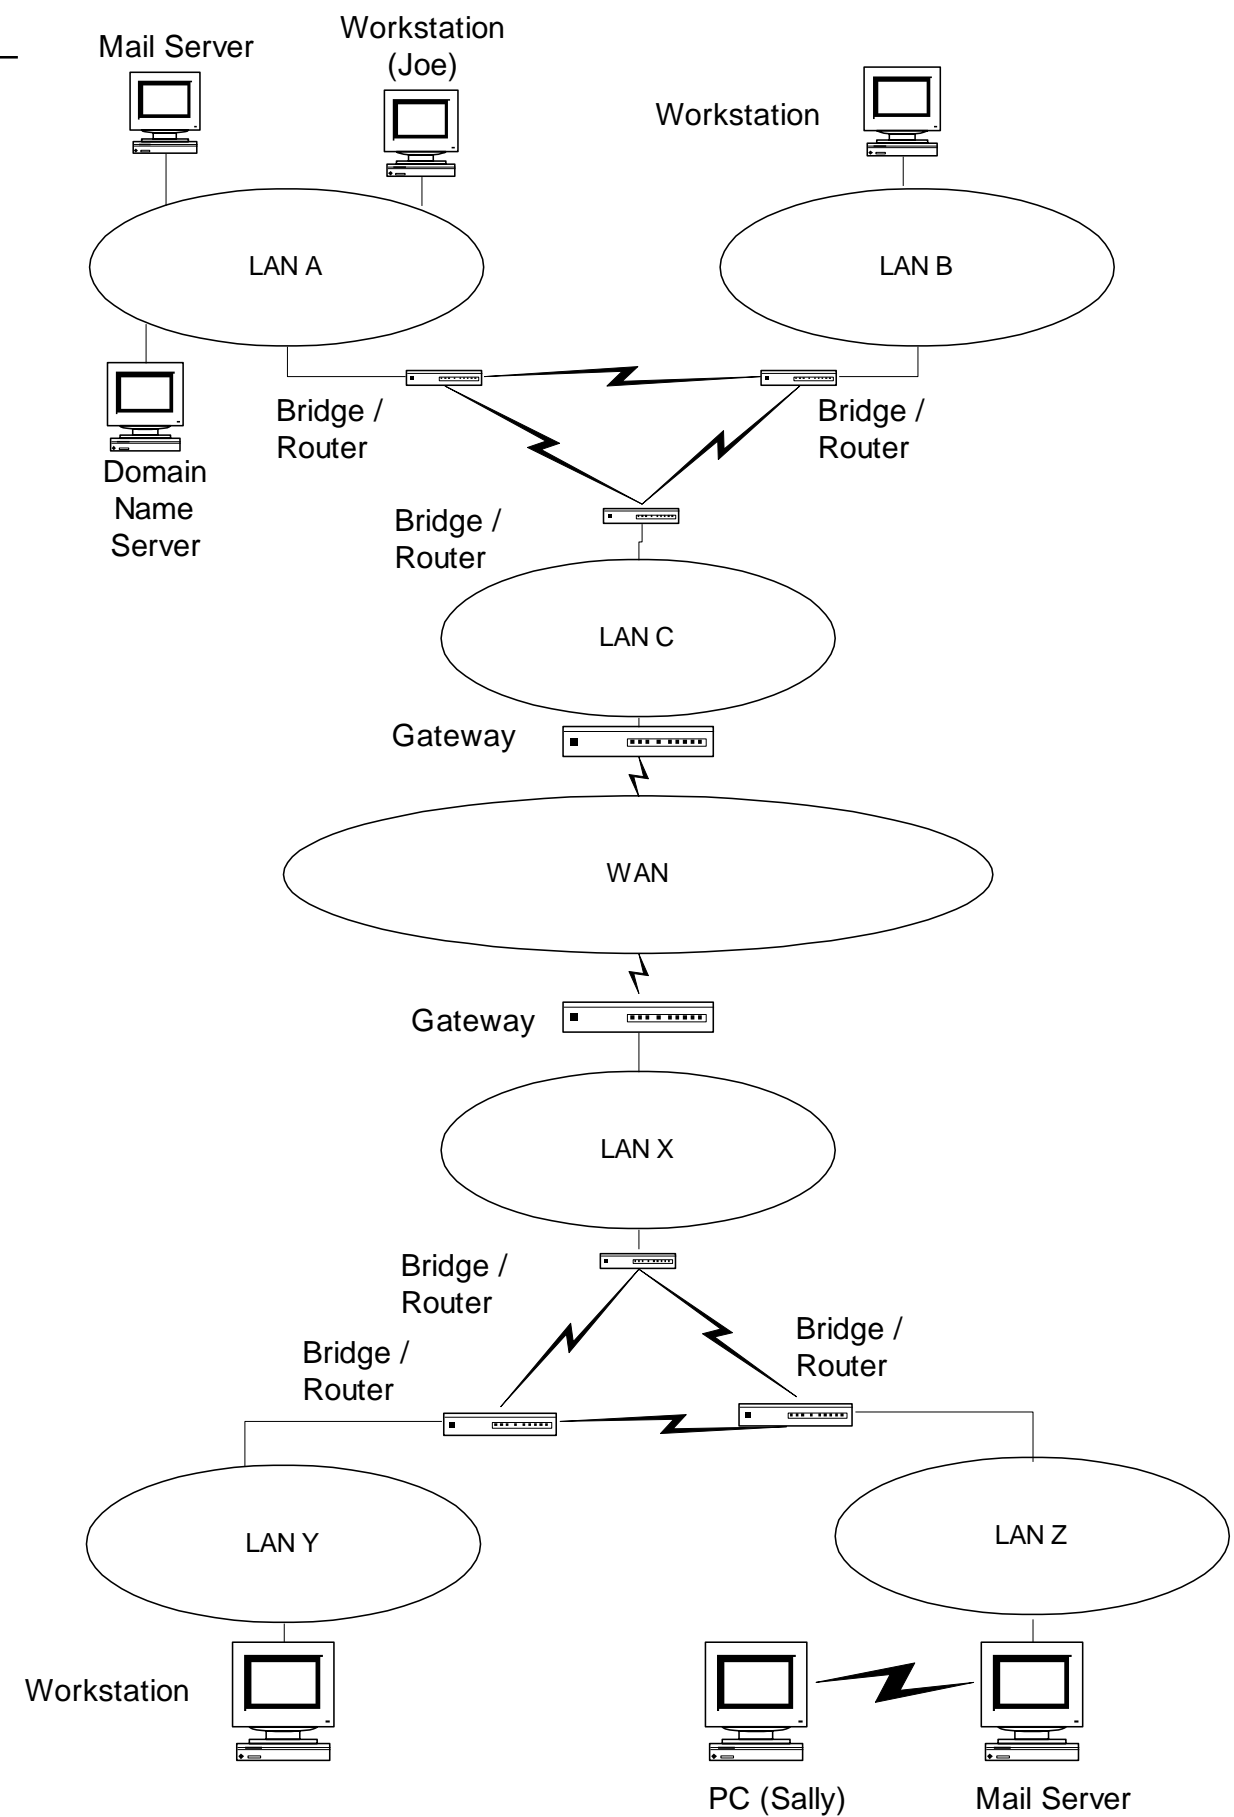 Mail Server
Workstation
(Joe)
Workstation
LAN A
LAN B
Bridge /
Router
Bridge /
Router
Domain
Name
Server
Bridge /
Router
LAN C
Gateway
WAN
Gateway
LAN X
Bridge /
Router
Bridge /
Router
Bridge /
Router
LAN Y
LAN Z
Workstation
PC (Sally)
Mail Server